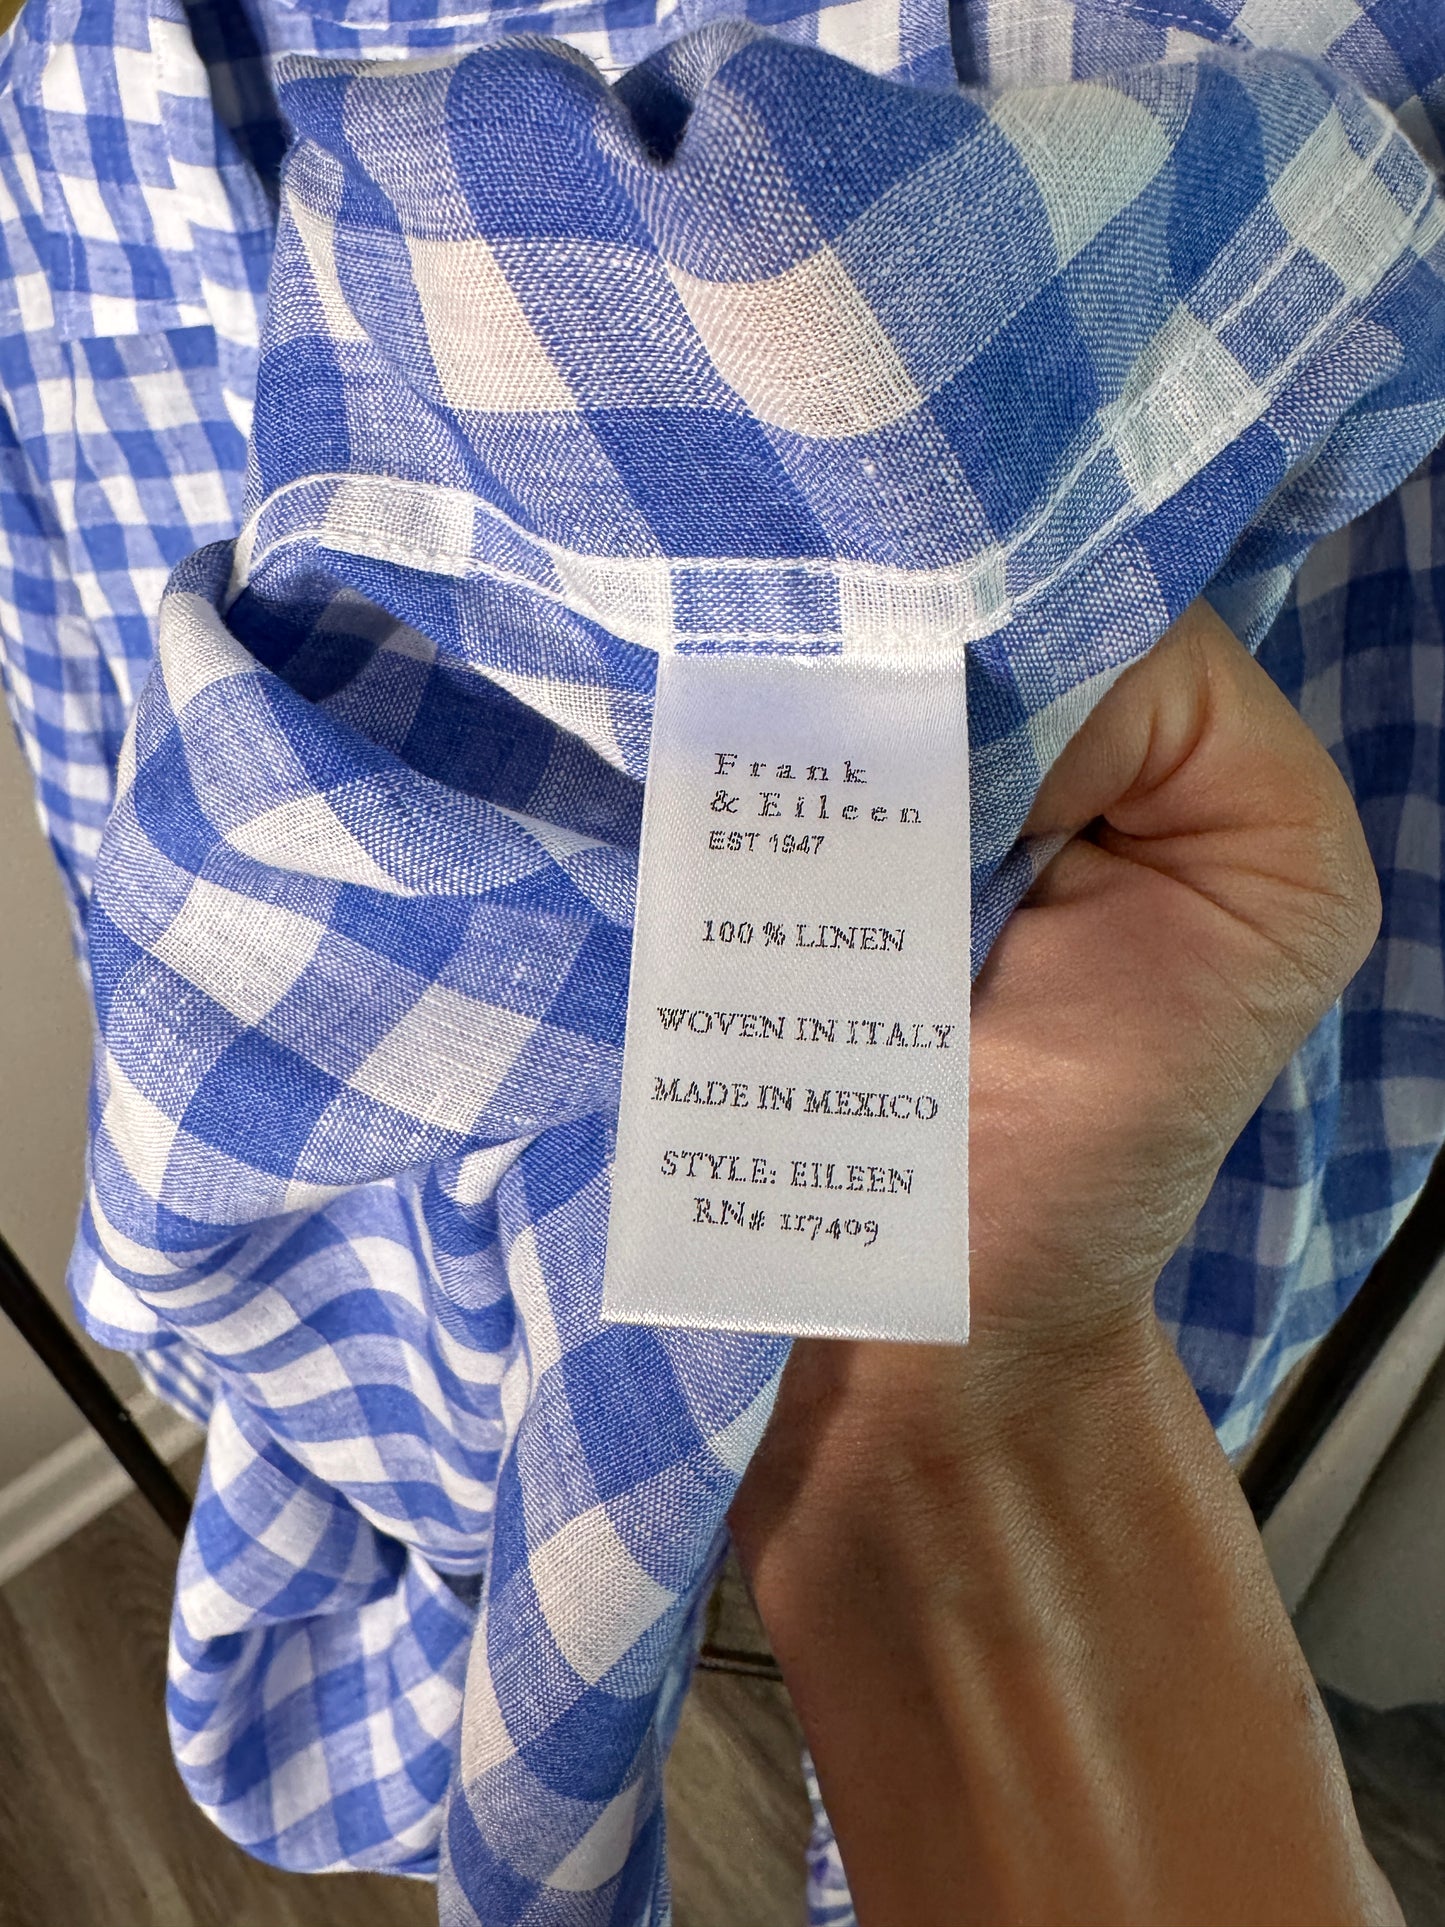 Frank
& Eileen
EST 1947
100 % LINEN
WOVEN IN ITALY
MADE IN MEXICO
STYLE: EILEEN
RN# 117409